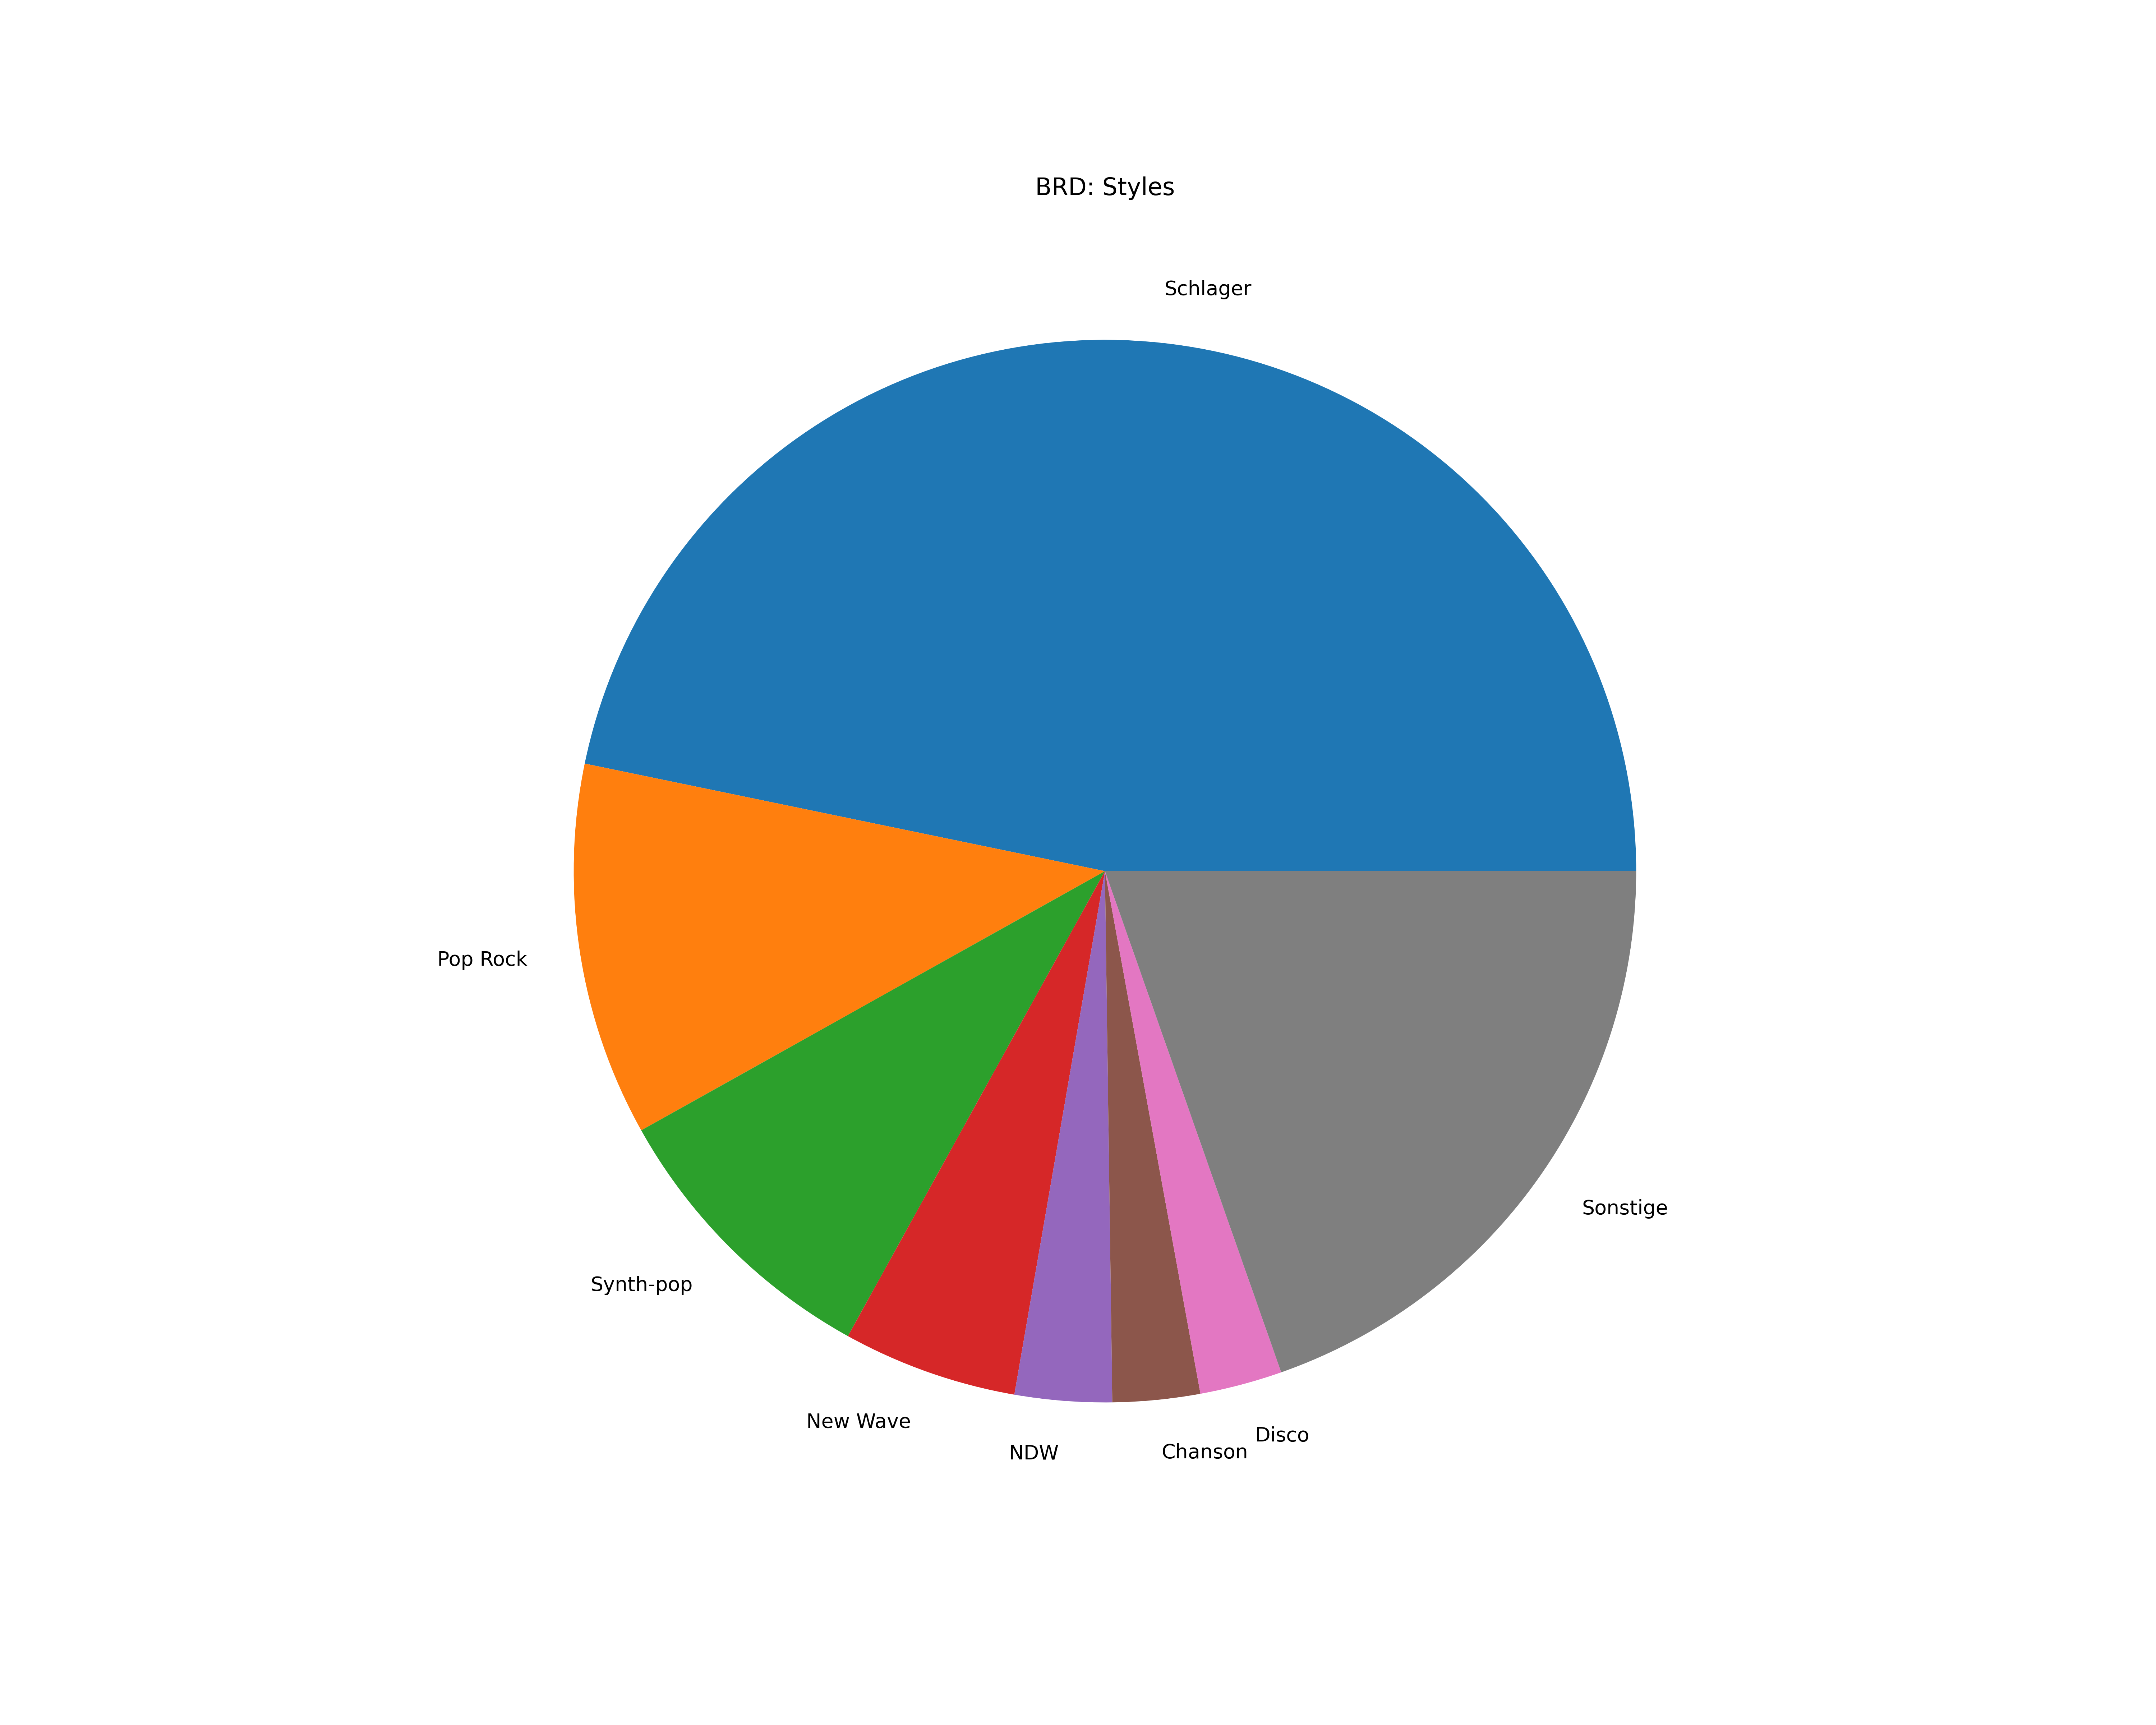 BRD: Styles
Schlager
Pop Rock
Synth-pop
New Wave
NDW
Chanson
Disco
Sonstige